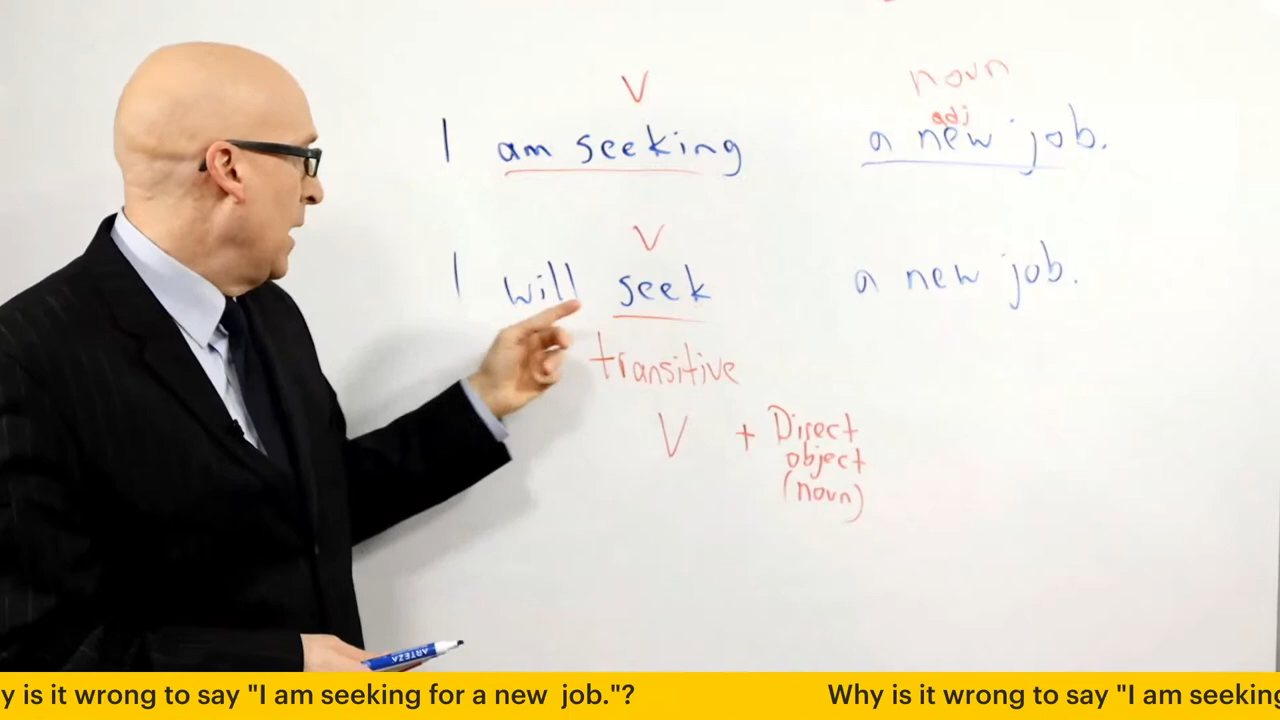 V noun
adj
I am seeking a new job.
V
I will seek a new job.
transitive
V + Direct
object
(noun)
ARTEZA
y is it wrong to say "I am seeking for a new job."? Why is it wrong to say "I am seeking